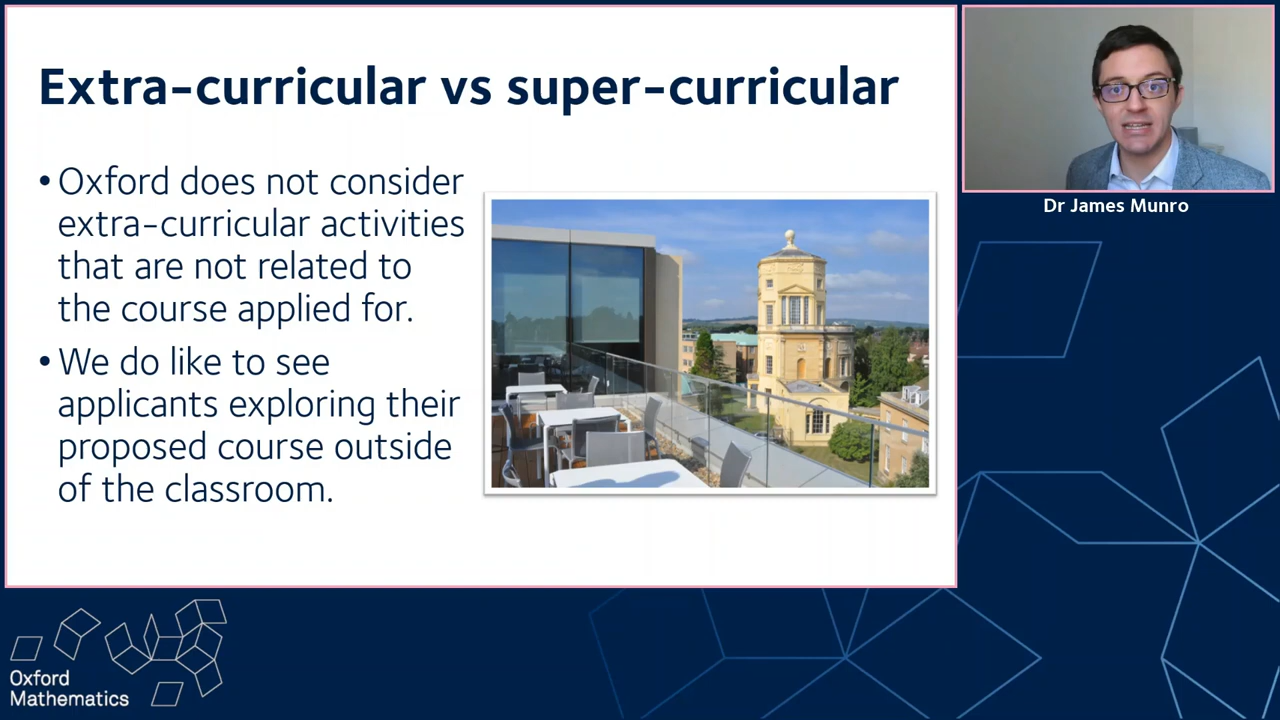 Extra-curricular vs super-curricular
• Oxford does not consider
extra-curricular activities
that are not related to
the course applied for.
• We do like to see
applicants exploring their
proposed course outside
of the classroom.
Dr James Munro
Oxford
Mathematics